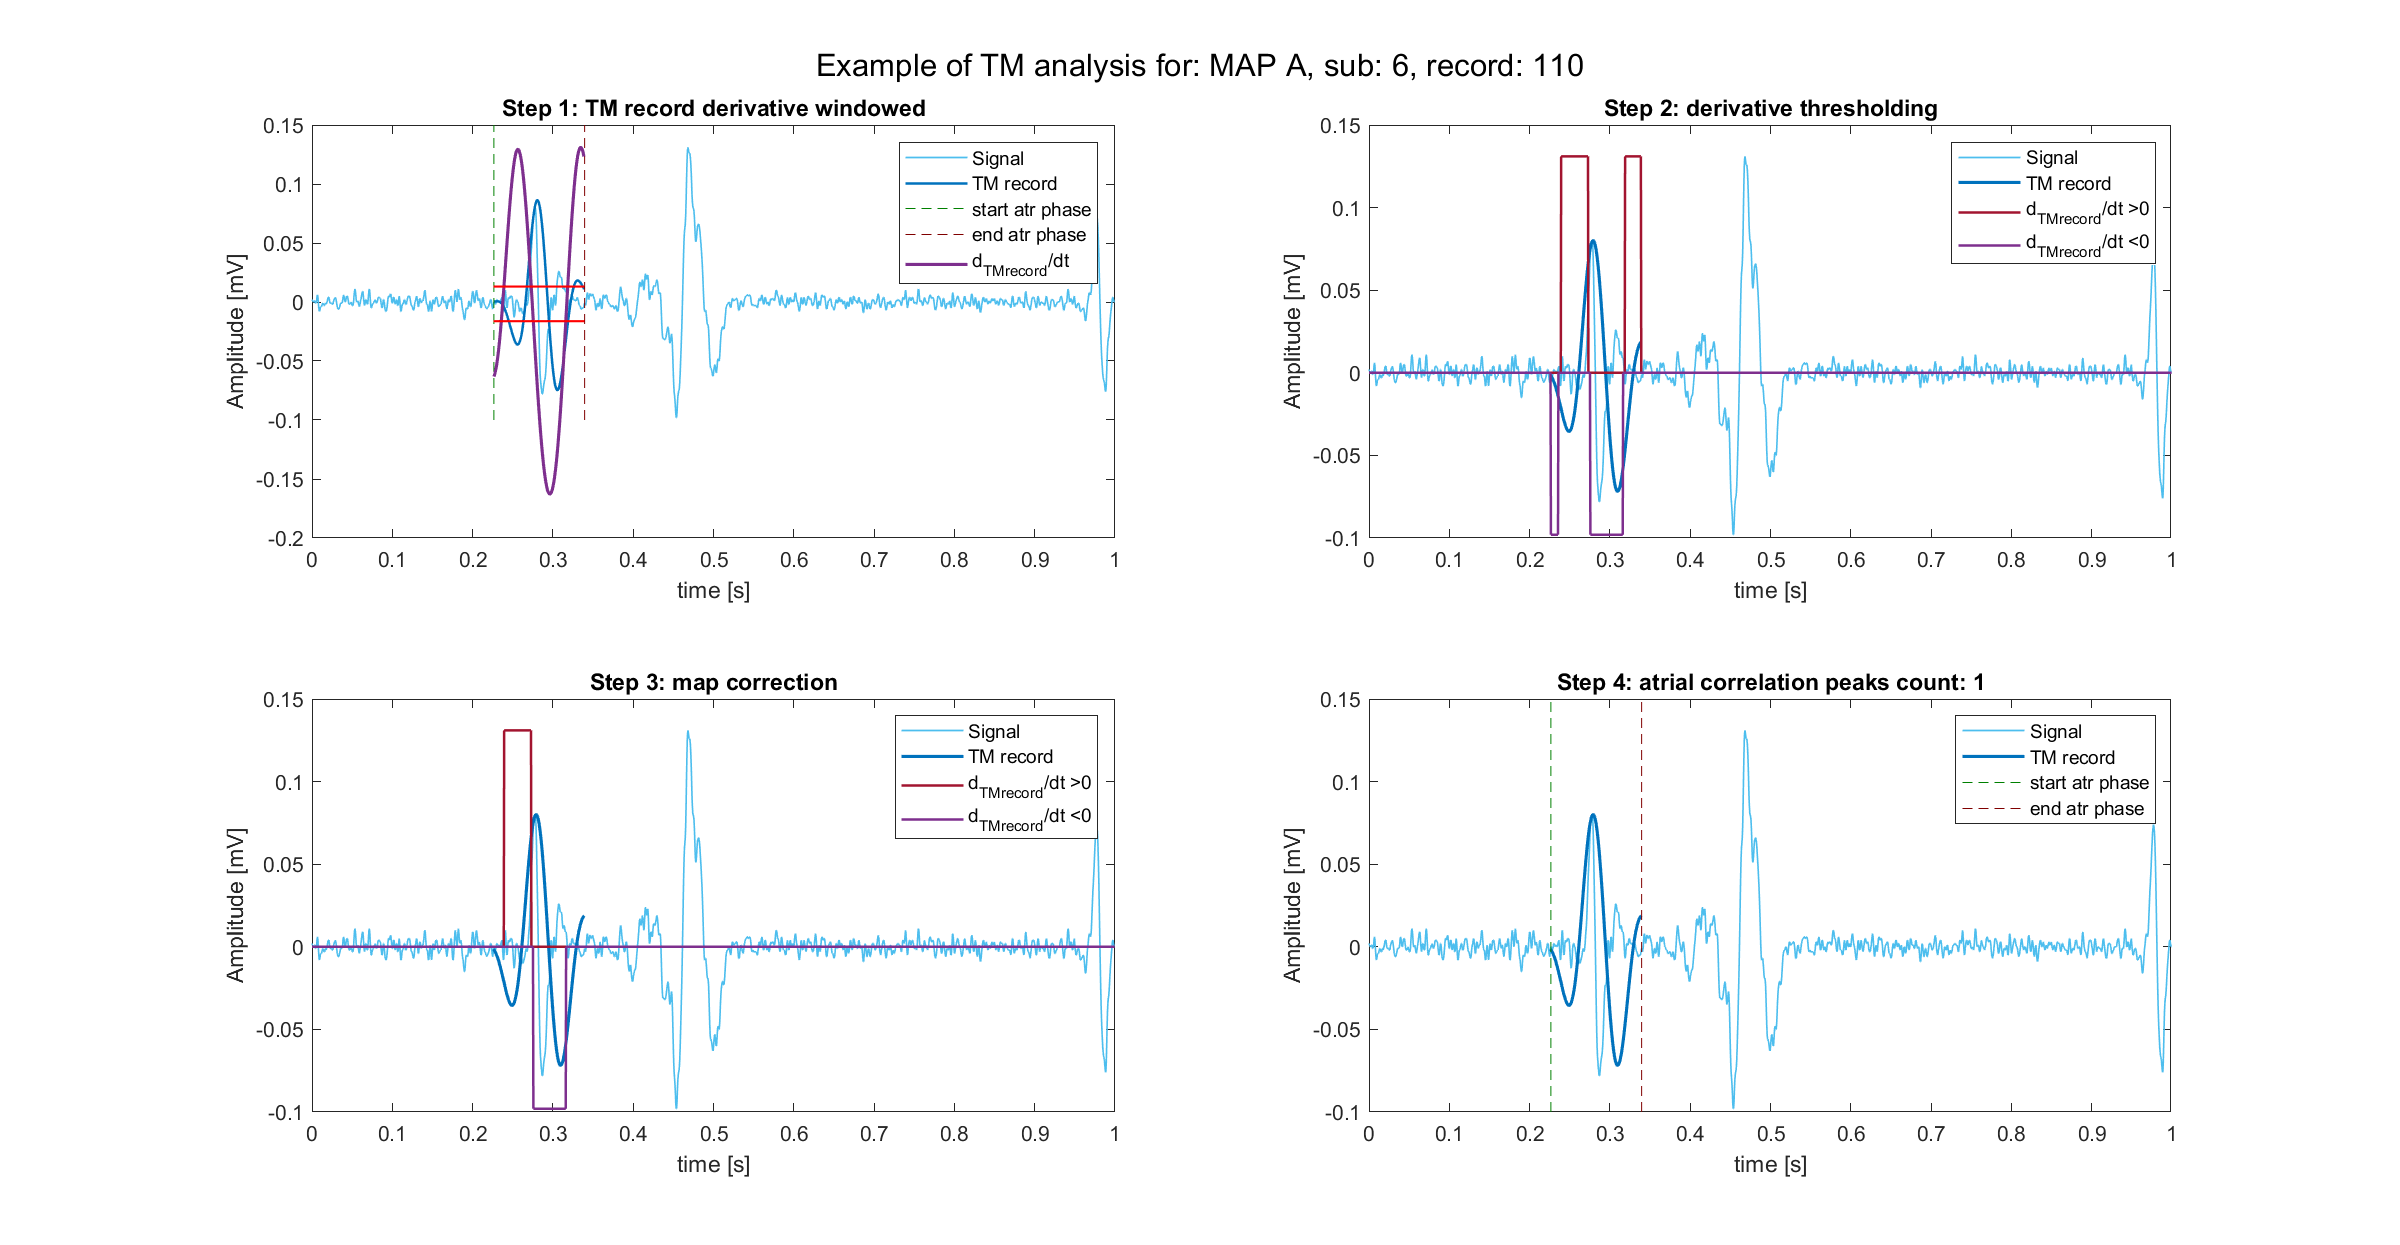 Example of TM analysis for: MAP A, sub: 6, record: 110
Step 1: TM record derivative windowed
0.15
0.1
0.05
0
-0.05
-0.1
-0.15
-0.2
Amplitude [mV]
0 0.1 0.2 0.3 0.4 0.5 0.6 0.7 0.8 0.9 1
time [s]
Signal
TM record
start atr phase
end atr phase
dTMrecord/dt
Step 2: derivative thresholding
0.15
0.1
0.05
0
-0.05
-0.1
Amplitude [mV]
0 0.1 0.2 0.3 0.4 0.5 0.6 0.7 0.8 0.9 1
time [s]
Signal
TM record
dTMrecord/dt >0
dTMrecord/dt <0
Step 3: map correction
0.15
0.1
0.05
0
-0.05
-0.1
Amplitude [mV]
0 0.1 0.2 0.3 0.4 0.5 0.6 0.7 0.8 0.9 1
time [s]
Signal
TM record
dTMrecord/dt >0
dTMrecord/dt <0
Step 4: atrial correlation peaks count: 1
0.15
0.1
0.05
0
-0.05
-0.1
Amplitude [mV]
0 0.1 0.2 0.3 0.4 0.5 0.6 0.7 0.8 0.9 1
time [s]
Signal
TM record
start atr phase
end atr phase